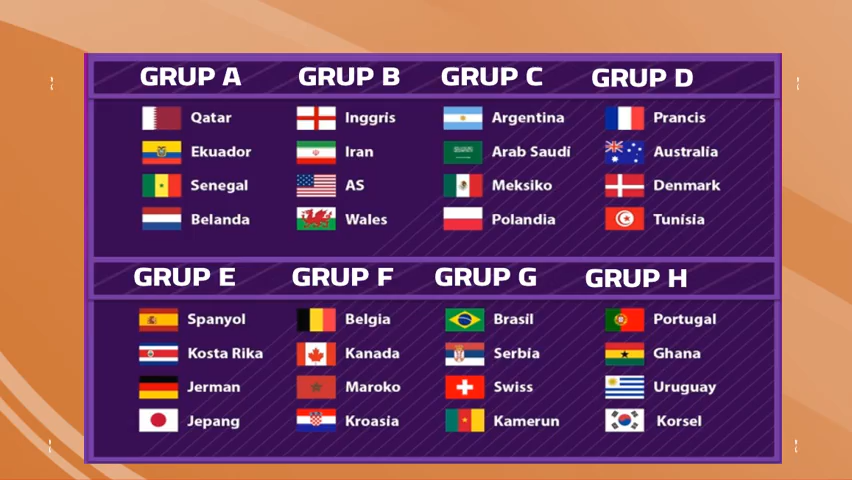 GRUP A GRUP B GRUP C GRUP D
Qatar Inggris Argentina Prancis
Ekuador Iran Arab Saudi Australia
Senegal AS Meksiko Denmark
Belanda Wales Polandia Tunisia
GRUP E GRUP F GRUP G GRUP H
Spanyol Belgia Brasil Portugal
Kosta Rika Kanada Serbia Ghana
Jerman Maroko Swiss Uruguay
Jepang Kroasia Kamerun Korsel